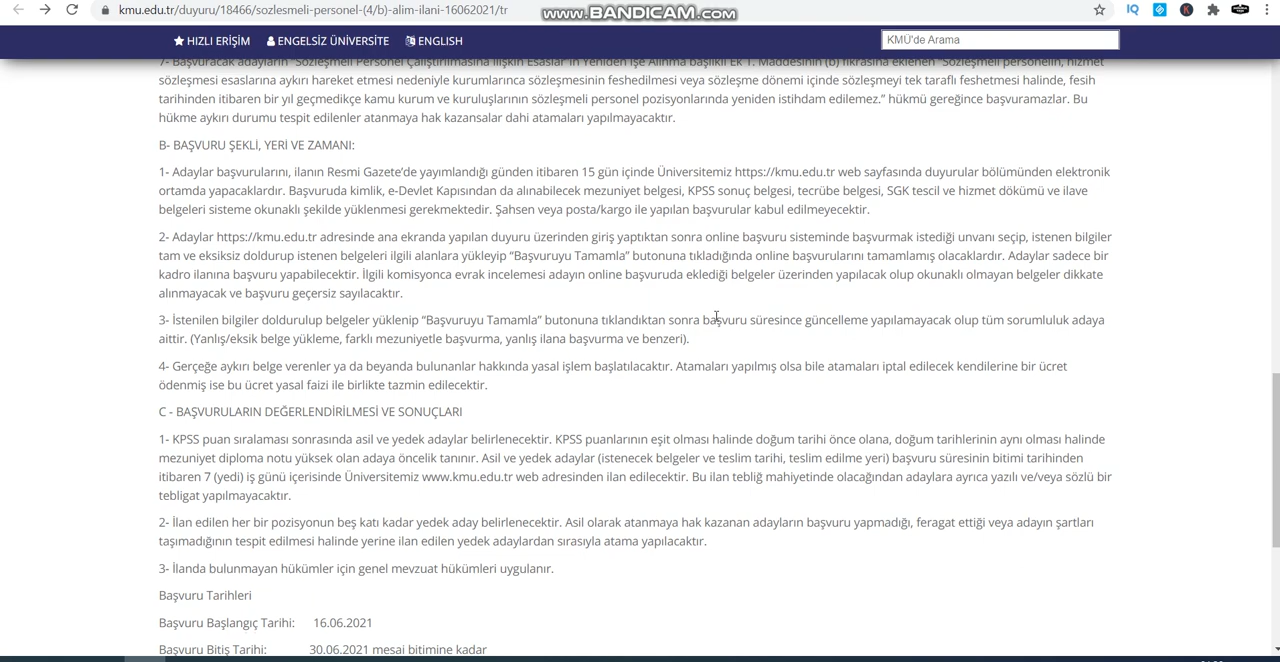 kmu.edu.tr/duyuru/18466/sozlesmeli-personel-(4/b)-alim-ilani-16062021/tr
www.BANDICAM.com
IQ
K
HIZLI ERİŞİM
ENGELSİZ ÜNİVERSİTE
ENGLISH
KMÜ'de Arama
7- Başvuracak adayların “Sözleşmeli Personel Çalıştırılmasına İlişkin Esaslar”ın Yeniden İşe Alınma başlıklı Ek 1. Maddesinin (b) fıkrasına eklenen “Sözleşmeli personelin, hizmet
sözleşmesi esaslarına aykırı hareket etmesi nedeniyle kurumlarınca sözleşmesinin feshedilmesi veya sözleşme dönemi içinde sözleşmeyi tek taraflı feshetmesi halinde, fesih
tarihinden itibaren bir yıl geçmedikçe kamu kurum ve kuruluşlarının sözleşmeli personel pozisyonlarında yeniden istihdam edilemez.” hükmü gereğince başvuramazlar. Bu
hükme aykırı durumu tespit edilenler atanmaya hak kazansalar dahi atamaları yapılmayacaktır.
B- BAŞVURU ŞEKLİ, YERİ VE ZAMANI:
1- Adaylar başvurularını, ilanın Resmi Gazete’de yayımlandığı günden itibaren 15 gün içinde Üniversitemiz https://kmu.edu.tr web sayfasında duyurular bölümünden elektronik
ortamda yapacaklardır. Başvuruda kimlik, e-Devlet Kapısından da alınabilecek mezuniyet belgesi, KPSS sonuç belgesi, tecrübe belgesi, SGK tescil ve hizmet dökümü ve ilave
belgeleri sisteme okunaklı şekilde yüklenmesi gerekmektedir. Şahsen veya posta/kargo ile yapılan başvurular kabul edilmeyecektir.
2- Adaylar https://kmu.edu.tr adresinde ana ekranda yapılan duyuru üzerinden giriş yaptıktan sonra online başvuru sisteminde başvurmak istediği unvanı seçip, istenen bilgiler
tam ve eksiksiz doldurup istenen belgeleri ilgili alanlara yükleyip “Başvuruyu Tamamla” butonuna tıkladığında online başvurularını tamamlamış olacaklardır. Adaylar sadece bir
kadro ilanına başvuru yapabilecektir. İlgili komisyonca evrak incelemesi adayın online başvuruda eklediği belgeler üzerinden yapılacak olup okunaklı olmayan belgeler dikkate
alınmayacak ve başvuru geçersiz sayılacaktır.
3- İstenilen bilgiler doldurulup belgeler yüklenip “Başvuruyu Tamamla” butonuna tıklandıktan sonra başvuru süresince güncelleme yapılamayacak olup tüm sorumluluk adaya
aittir. (Yanlış/eksik belge yükleme, farklı mezuniyetle başvurma, yanlış ilana başvurma ve benzeri).
4- Gerçeğe aykırı belge verenler ya da beyanda bulunanlar hakkında yasal işlem başlatılacaktır. Atamaları yapılmış olsa bile atamaları iptal edilecek kendilerine bir ücret
ödenmiş ise bu ücret yasal faizi ile birlikte tazmin edilecektir.
C - BAŞVURULARIN DEĞERLENDİRİLMESİ VE SONUÇLARI
1- KPSS puan sıralaması sonrasında asil ve yedek adaylar belirlenecektir. KPSS puanlarının eşit olması halinde doğum tarihi önce olana, doğum tarihlerinin aynı olması halinde
mezuniyet diploma notu yüksek olan adaya öncelik tanınır. Asil ve yedek adaylar (istenecek belgeler ve teslim tarihi, teslim edilme yeri) başvuru süresinin bitimi tarihinden
itibaren 7 (yedi) iş günü içerisinde Üniversitemiz www.kmu.edu.tr web adresinden ilan edilecektir. Bu ilan tebliğ mahiyetinde olacağından adaylara ayrıca yazılı ve/veya sözlü bir
tebligat yapılmayacaktır.
2- İlan edilen her bir pozisyonun beş katı kadar yedek aday belirlenecektir. Asil olarak atanmaya hak kazanan adayların başvuru yapmadığı, feragat ettiği veya adayın şartları
taşımadığının tespit edilmesi halinde yerine ilan edilen yedek adaylardan sırasıyla atama yapılacaktır.
3- İlanda bulunmayan hükümler için genel mevzuat hükümleri uygulanır.
Başvuru Tarihleri
Başvuru Başlangıç Tarihi: 16.06.2021
Başvuru Bitiş Tarihi: 30.06.2021 mesai bitimine kadar